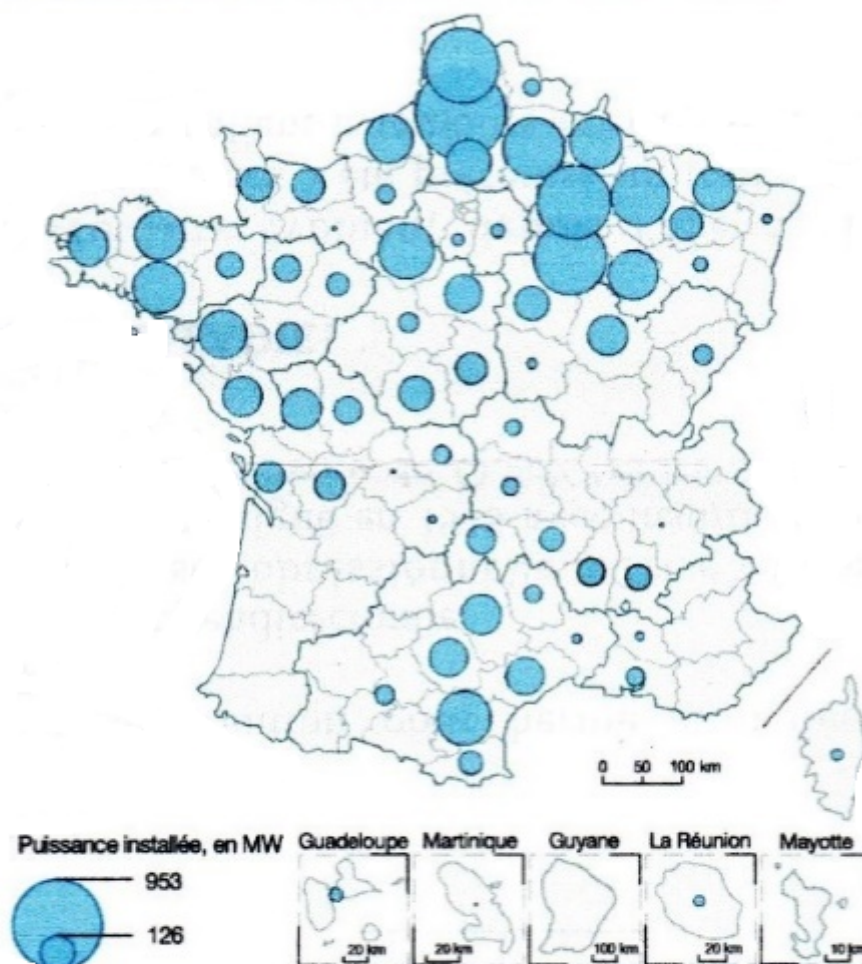 0 50 100 km
Puissance installée, en MW
953
126
Guadeloupe
20 km
Martinique
20 km
Guyane
100 km
La Réunion
20 km
Mayotte
10 km